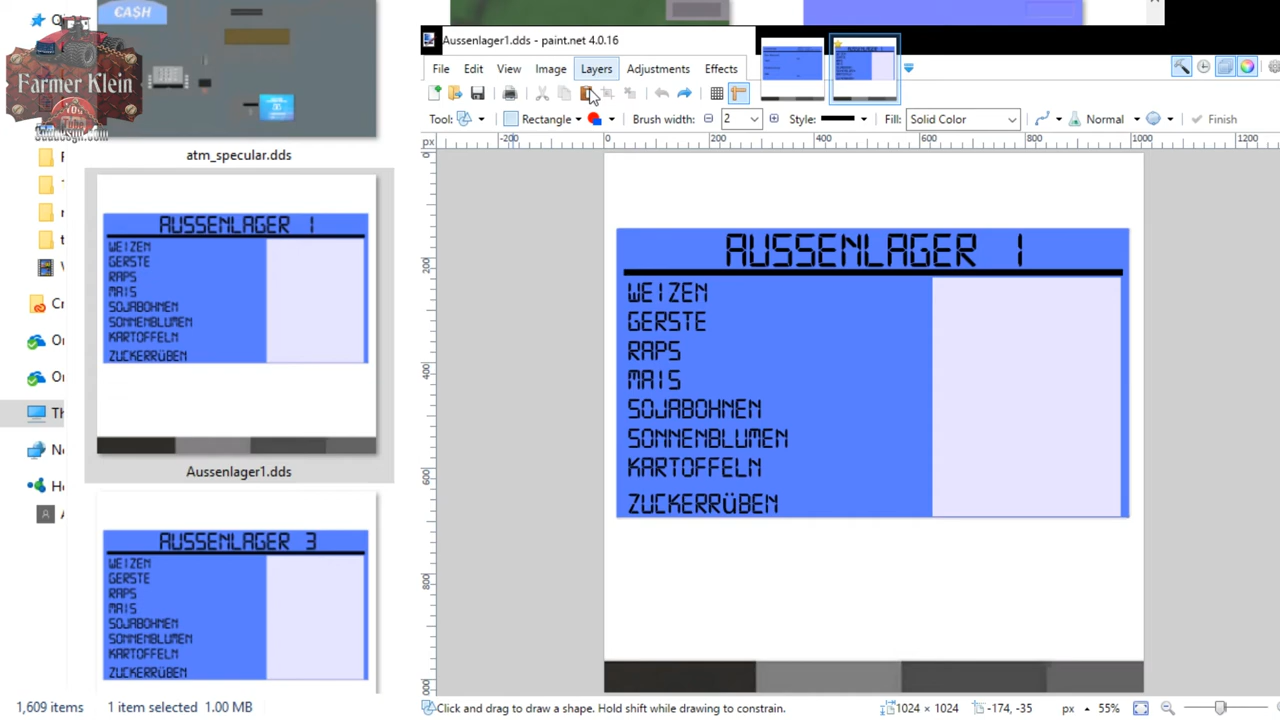 CASH
Farmer Klein
You
Tube
atm_specular.dds
AUSSENLAGER 1
WEIZEN
GERSTE
RAPS
MAIS
SOJABOHNEN
SONNENBLUMEN
KARTOFFELN
ZUCKERRÜBEN
Aussenlager1.dds
AUSSENLAGER 3
WEIZEN
GERSTE
RAPS
MAIS
SOJABOHNEN
SONNENBLUMEN
KARTOFFELN
ZUCKERRÜBEN
1,609 items 1 item selected 1.00 MB
Aussenlager1.dds - paint.net 4.0.16
File Edit View Image Layers Adjustments Effects
Tool: Rectangle Brush width: 2 Style: Fill: Solid Color Normal Finish
px -200 0 200 400 600 800 1000 1200
0
200
400
600
800
AUSSENLAGER 1
WEIZEN
GERSTE
RAPS
MAIS
SOJABOHNEN
SONNENBLUMEN
KARTOFFELN
ZUCKERRÜBEN
Click and drag to draw a shape. Hold shift while drawing to constrain. 1024 × 1024 -174, -35 px 55%